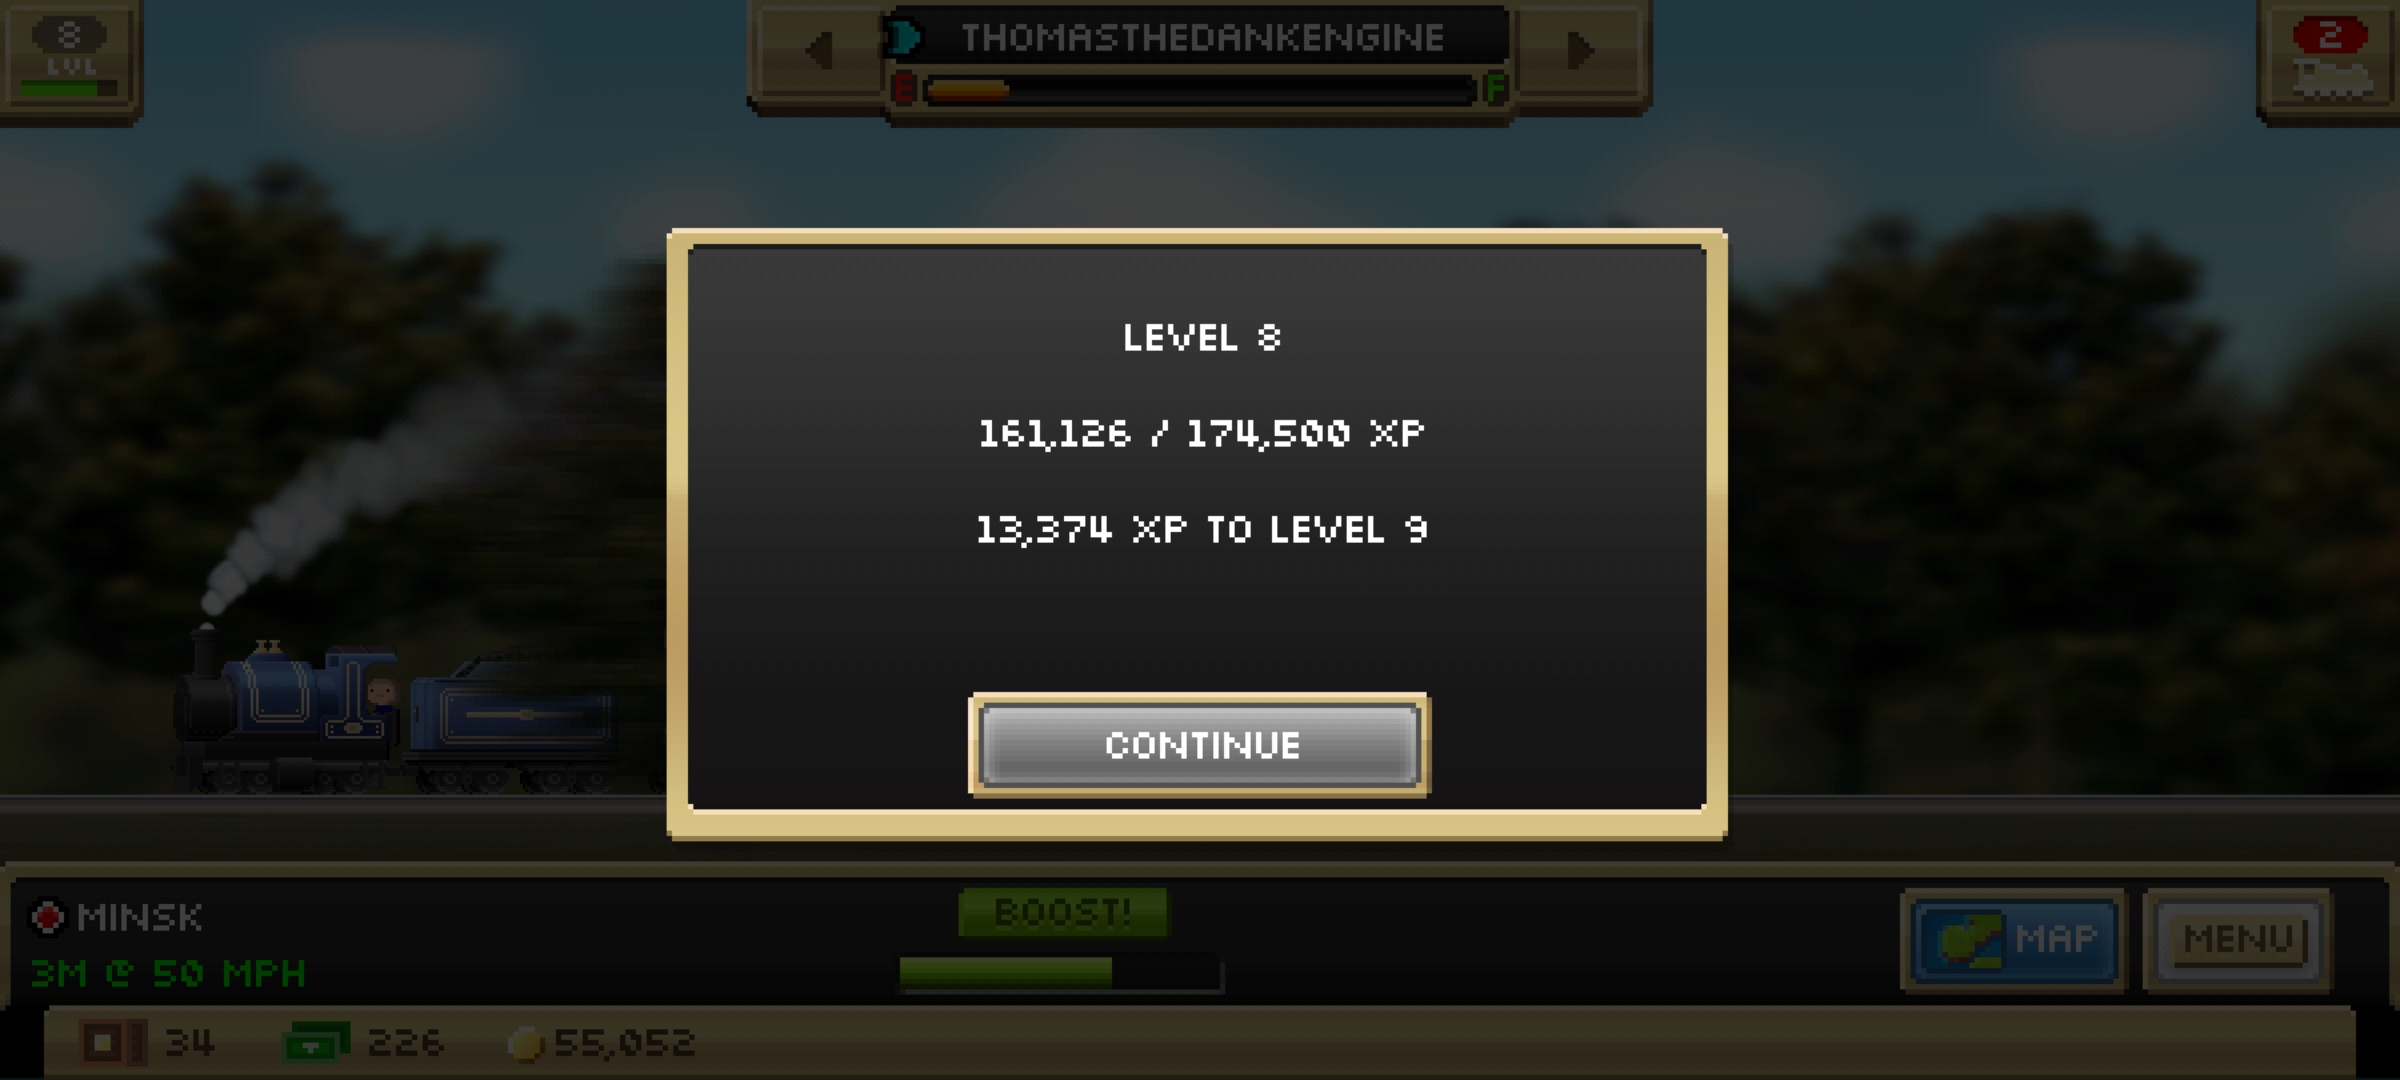 8
LVL
THOMASTHEDANKENGINE
E
F
2
LEVEL 8
161,126 / 174,500 XP
13,374 XP TO LEVEL 9
CONTINUE
MINSK
3M @ 50 MPH
BOOST!
MAP
MENU
34
226
55,052